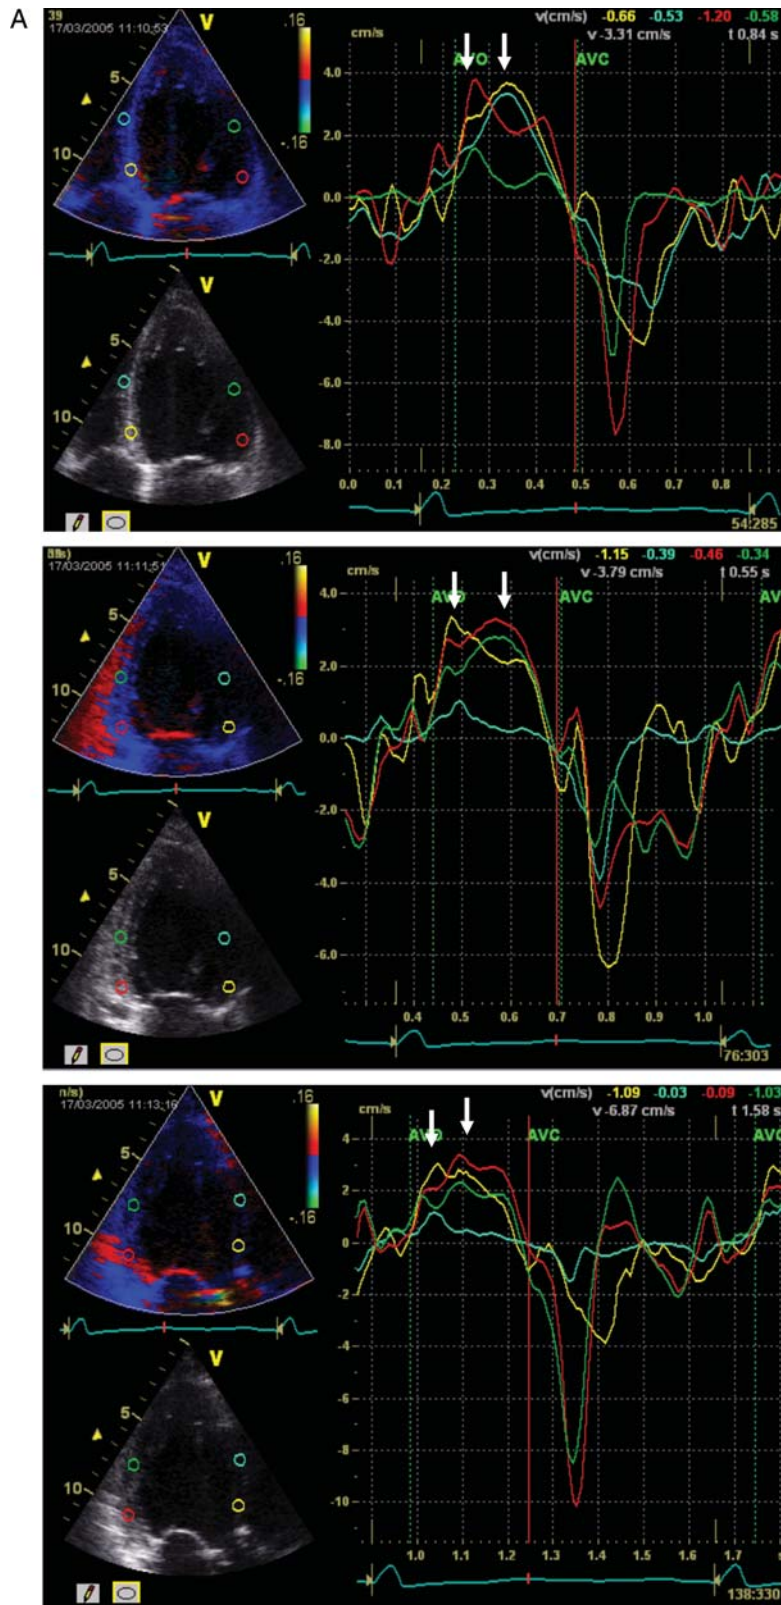 A
39
17/03/2005 11:10:53
V
.16
-.16
5
10
V
5
10
v(cm/s) -0.66 -0.53 -1.20 -0.58
cm/s v -3.31 cm/s t 0.84 s
AVO AVC
4.0
2.0
0.0
-2.0
-4.0
-6.0
-8.0
0.0 0.1 0.2 0.3 0.4 0.5 0.6 0.7 0.8 0.9
54:285
17/03/2005 11:11:51
V
.16
-.16
5
10
V
5
10
v(cm/s) -1.15 -0.39 -0.46 -0.34
cm/s v -3.79 cm/s t 0.55 s
AVO AVC AV
4.0
2.0
0.0
-2.0
-4.0
-6.0
0.4 0.5 0.6 0.7 0.8 0.9 1.0
76:303
n/s)
17/03/2005 11:13:16
V
.16
-.16
5
10
V
5
10
v(cm/s) -1.09 -0.03 -0.09 -1.03
cm/s v -6.87 cm/s t 1.58 s
AVO AVC
4
2
0
-2
-4
-6
-8
-10
1.0 1.1 1.2 1.3 1.4 1.5 1.6 1.7
138:330